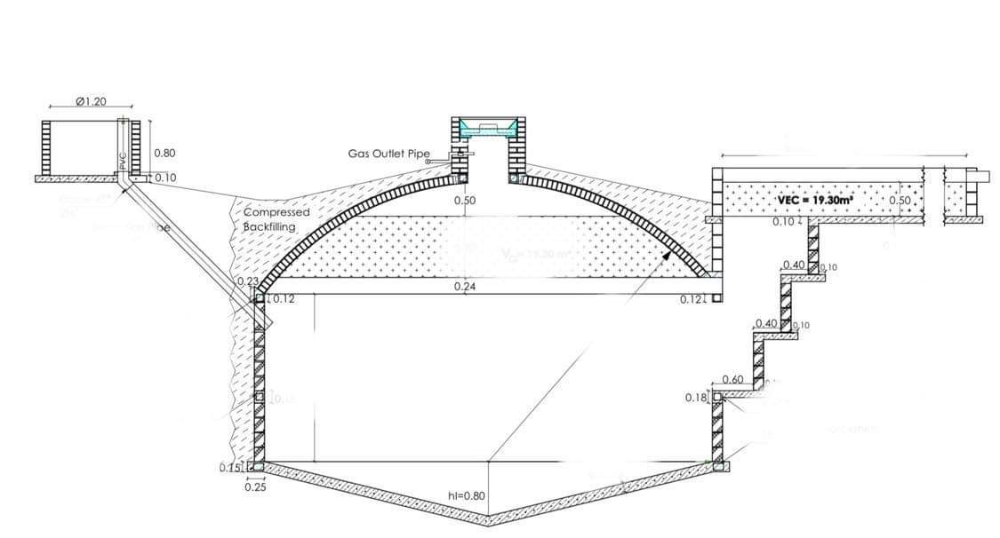 Ø1.20
PVC
0.80
0.10
Gas Outlet Pipe
Compressed
Backfilling
0.50
VEC = 19.30m³
0.50
0.10
0.40
0.10
0.23
0.12
0.24
0.12
0.40
0.10
0.60
0.18
0.15
0.25
hl=0.80